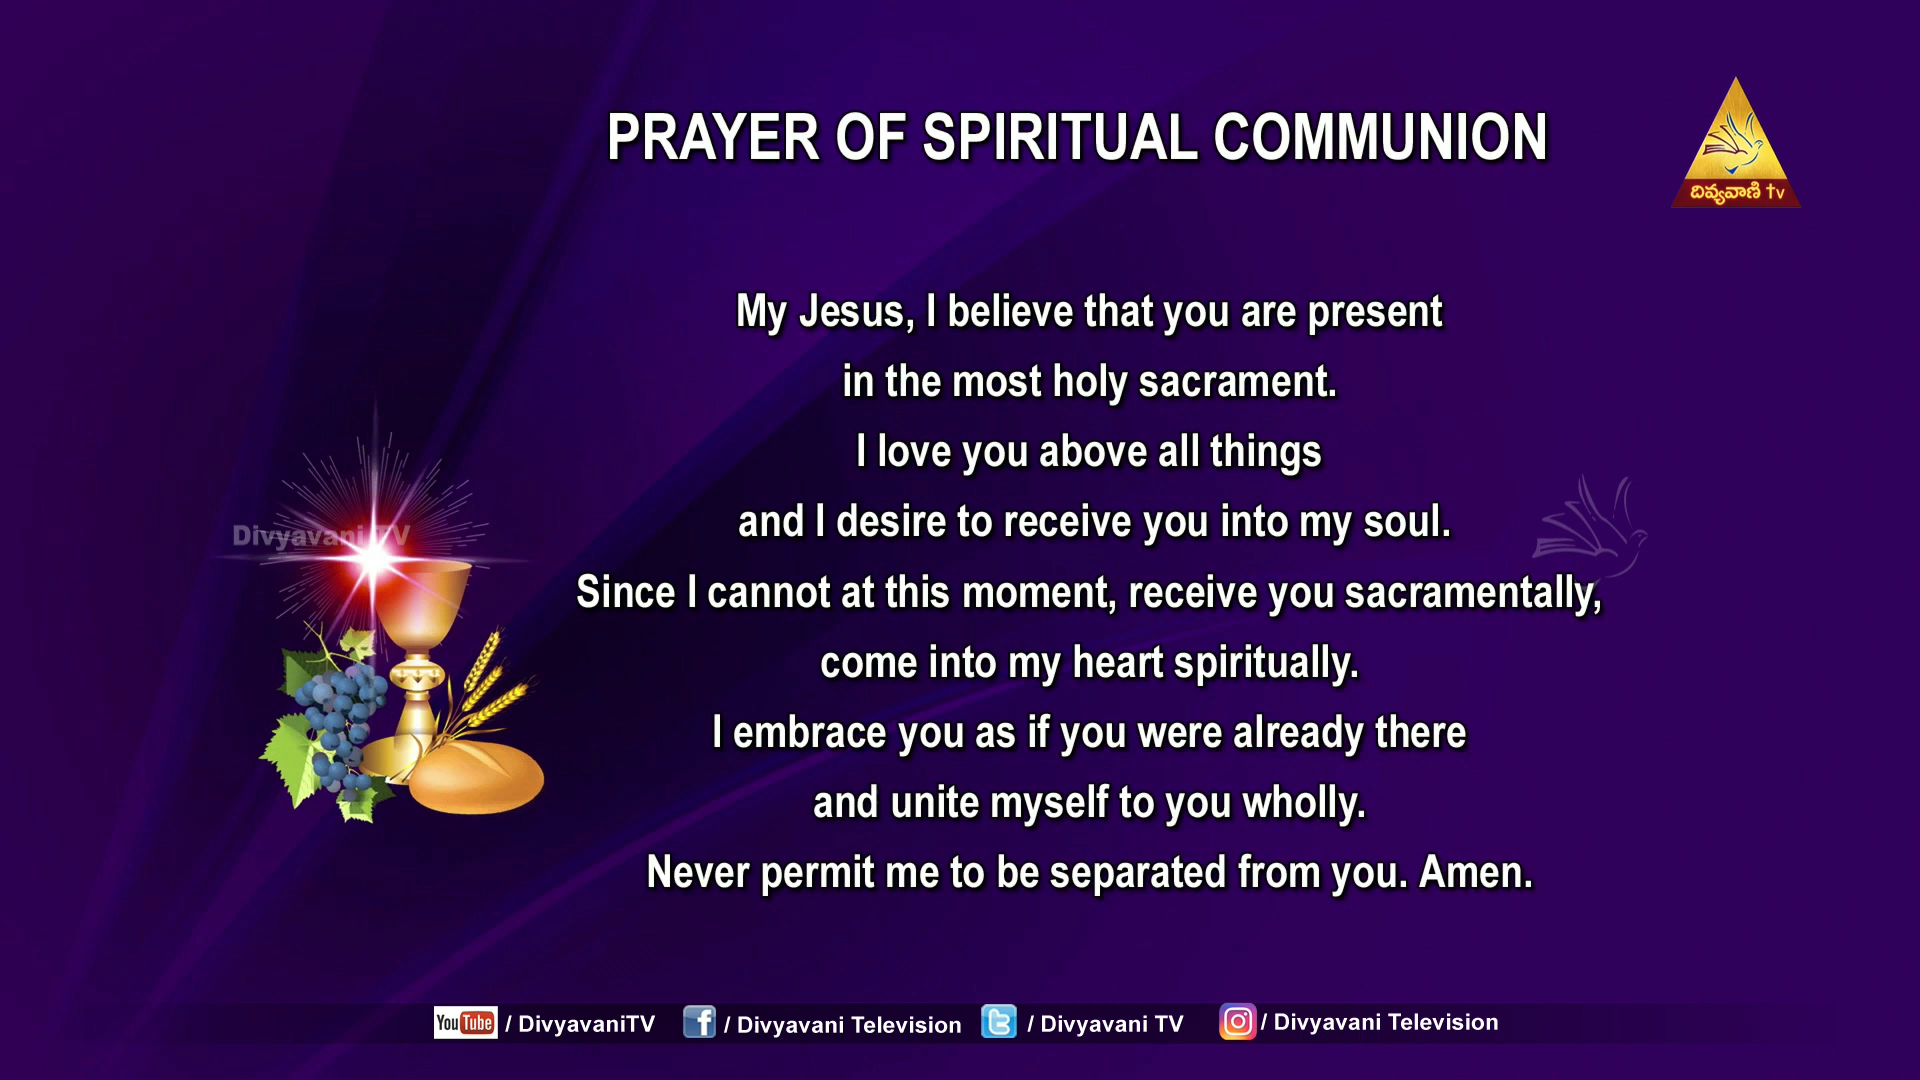 PRAYER OF SPIRITUAL COMMUNION
దివ్యవాణి tv
My Jesus, I believe that you are present
in the most holy sacrament.
I love you above all things
and I desire to receive you into my soul.
Divyavani TV
Since I cannot at this moment, receive you sacramentally,
come into my heart spiritually.
I embrace you as if you were already there
and unite myself to you wholly.
Never permit me to be separated from you. Amen.
YouTube / DivyavaniTV f / Divyavani Television t / Divyavani TV / Divyavani Television